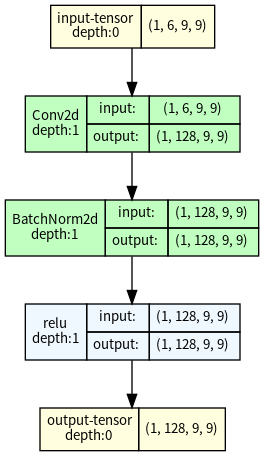 input-tensor
depth:0
(1, 6, 9, 9)
Conv2d
depth:1
input:
(1, 6, 9, 9)
output:
(1, 128, 9, 9)
BatchNorm2d
depth:1
input:
(1, 128, 9, 9)
output:
(1, 128, 9, 9)
relu
depth:1
input:
(1, 128, 9, 9)
output:
(1, 128, 9, 9)
output-tensor
depth:0
(1, 128, 9, 9)